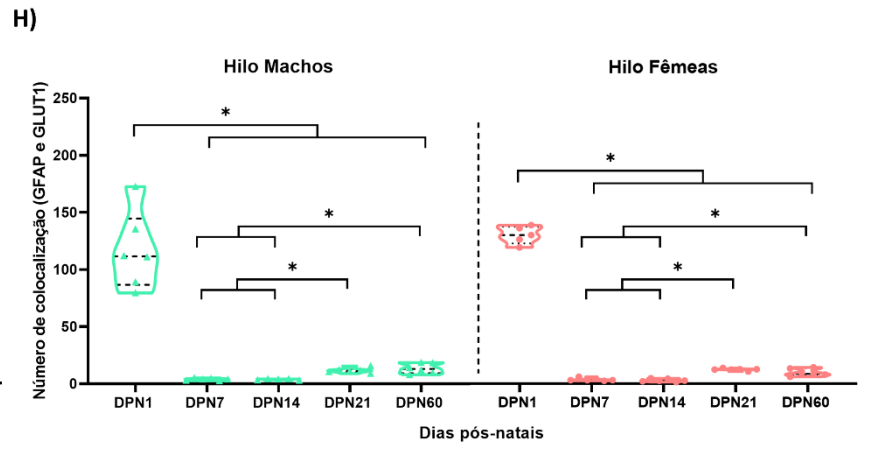 H)
Hilo Machos
Hilo Fêmeas
Número de colocalização (GFAP e GLUT1)
250
200
150
100
50
0
*
*
*
*
*
*
DPN1 DPN7 DPN14 DPN21 DPN60
DPN1 DPN7 DPN14 DPN21 DPN60
Dias pós-natais